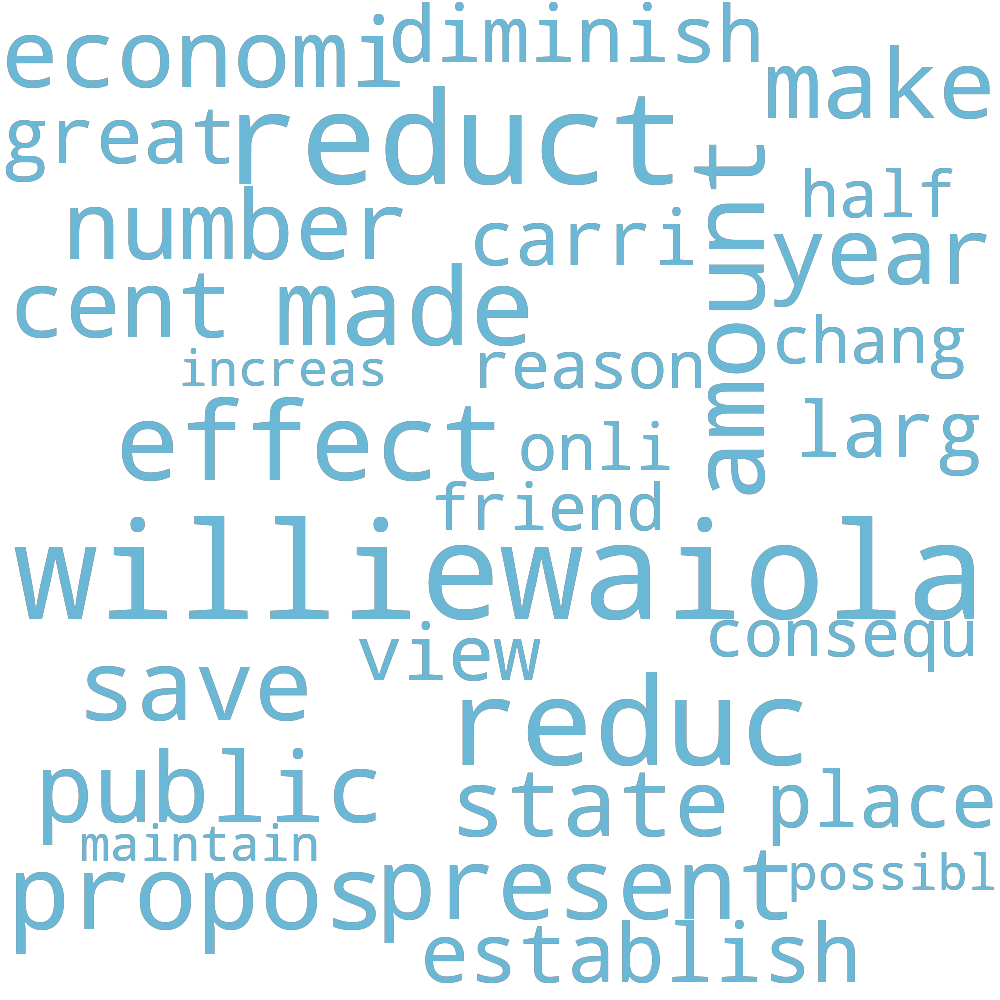 economi diminish make
great reduct
number carri amount half
year
cent made chang
increas reason
effect onli larg
friend
williewaiola
view consequ
save reduc
public state place
maintain
propos present possibl
establish